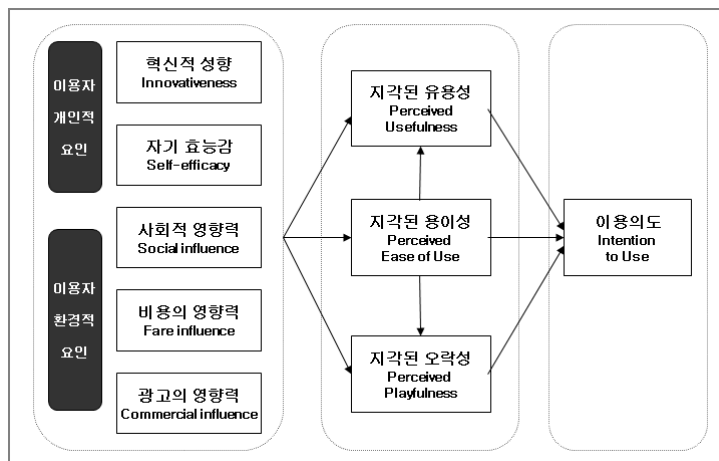 이용자
개인적
요인
혁신적 성향
Innovativeness
자기 효능감
Self-efficacy
이용자
환경적
요인
사회적 영향력
Social influence
비용의 영향력
Fare influence
광고의 영향력
Commercial influence
지각된 유용성
Perceived
Usefulness
지각된 용이성
Perceived
Ease of Use
지각된 오락성
Perceived
Playfulness
이용의도
Intention
to Use